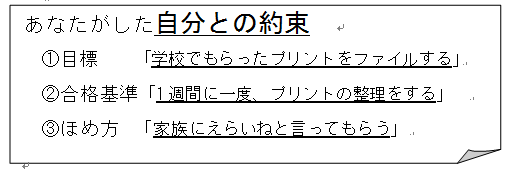 あなたがした自分との約束
①目標 「学校でもらったプリントをファイルする」
②合格基準「1週間に一度、プリントの整理をする」
③ほめ方 「家族にえらいねと言ってもらう」